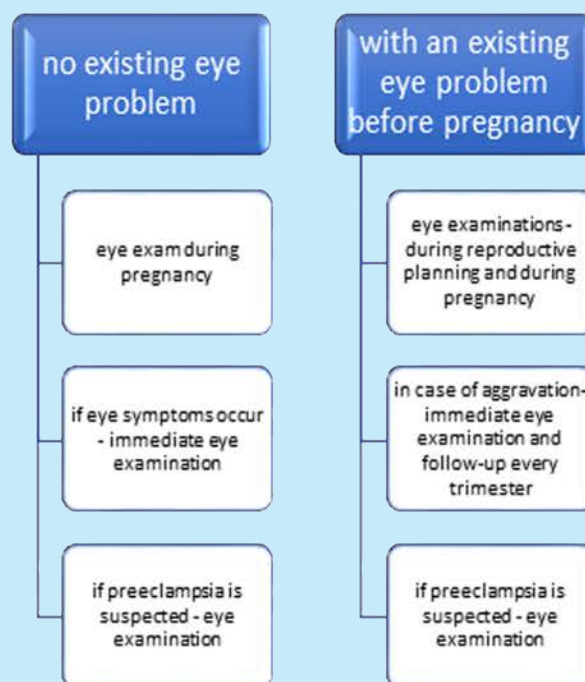 no existing eye
problem
eye exam during
pregnancy
if eye symptoms occur
- immediate eye
examination
if preeclampsia is
suspected - eye
examination
with an existing
eye problem
before pregnancy
eye examinations-
during reproductive
planning and during
pregnancy
in case of aggravation-
immediate eye
examination and
follow-up every
trimester
if preeclampsia is
suspected - eye
examination